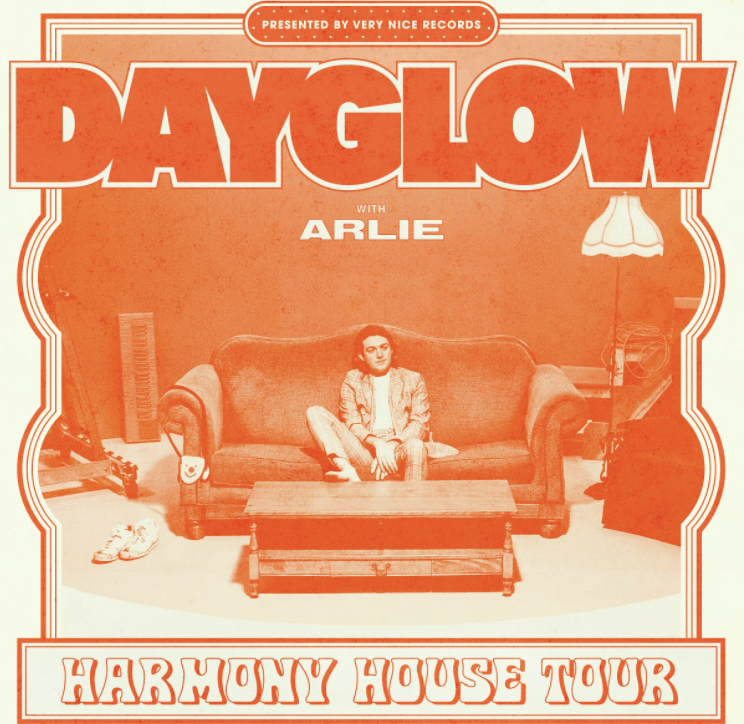 PRESENTED BY VERY NICE RECORDS
DAYGLOW
WITH
ARLIE
HARMONY HOUSE TOUR